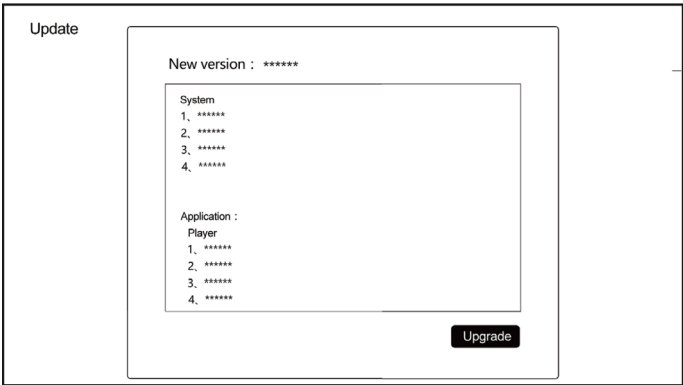 Update
New version： ******
System
1、******
2、******
3、******
4、******
Application：
Player
1、******
2、******
3、******
4、******
Upgrade